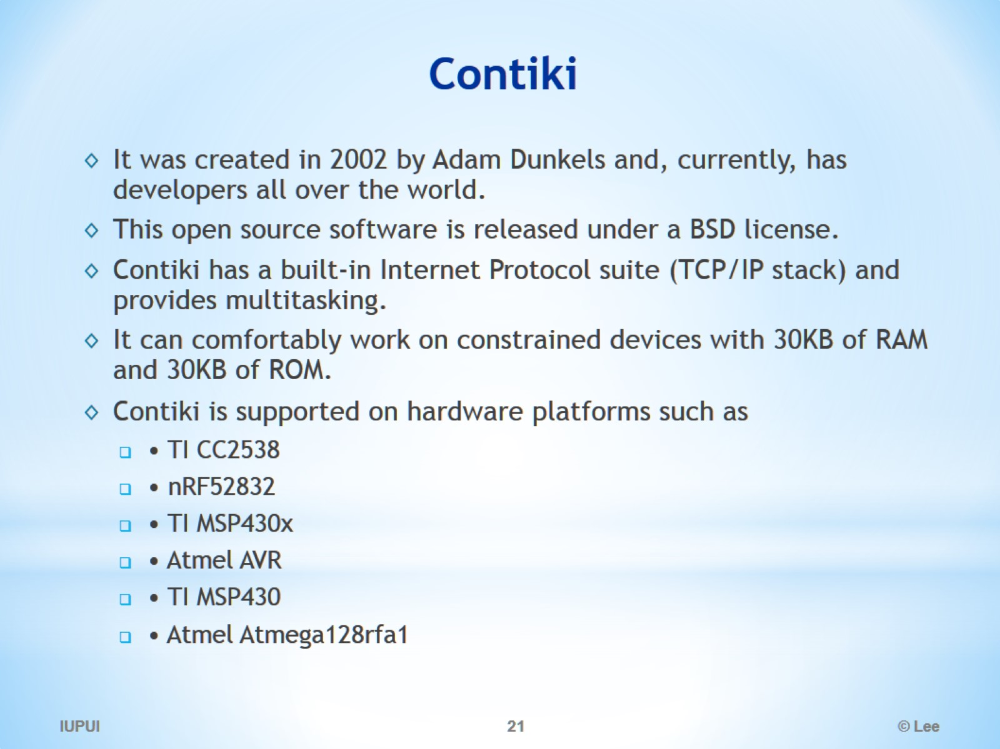 Contiki
◇ It was created in 2002 by Adam Dunkels and, currently, has
developers all over the world.
◇ This open source software is released under a BSD license.
◇ Contiki has a built-in Internet Protocol suite (TCP/IP stack) and
provides multitasking.
◇ It can comfortably work on constrained devices with 30KB of RAM
and 30KB of ROM.
◇ Contiki is supported on hardware platforms such as
❑ • TI CC2538
❑ • nRF52832
❑ • TI MSP430x
❑ • Atmel AVR
❑ • TI MSP430
❑ • Atmel Atmega128rfa1
IUPUI 21 © Lee